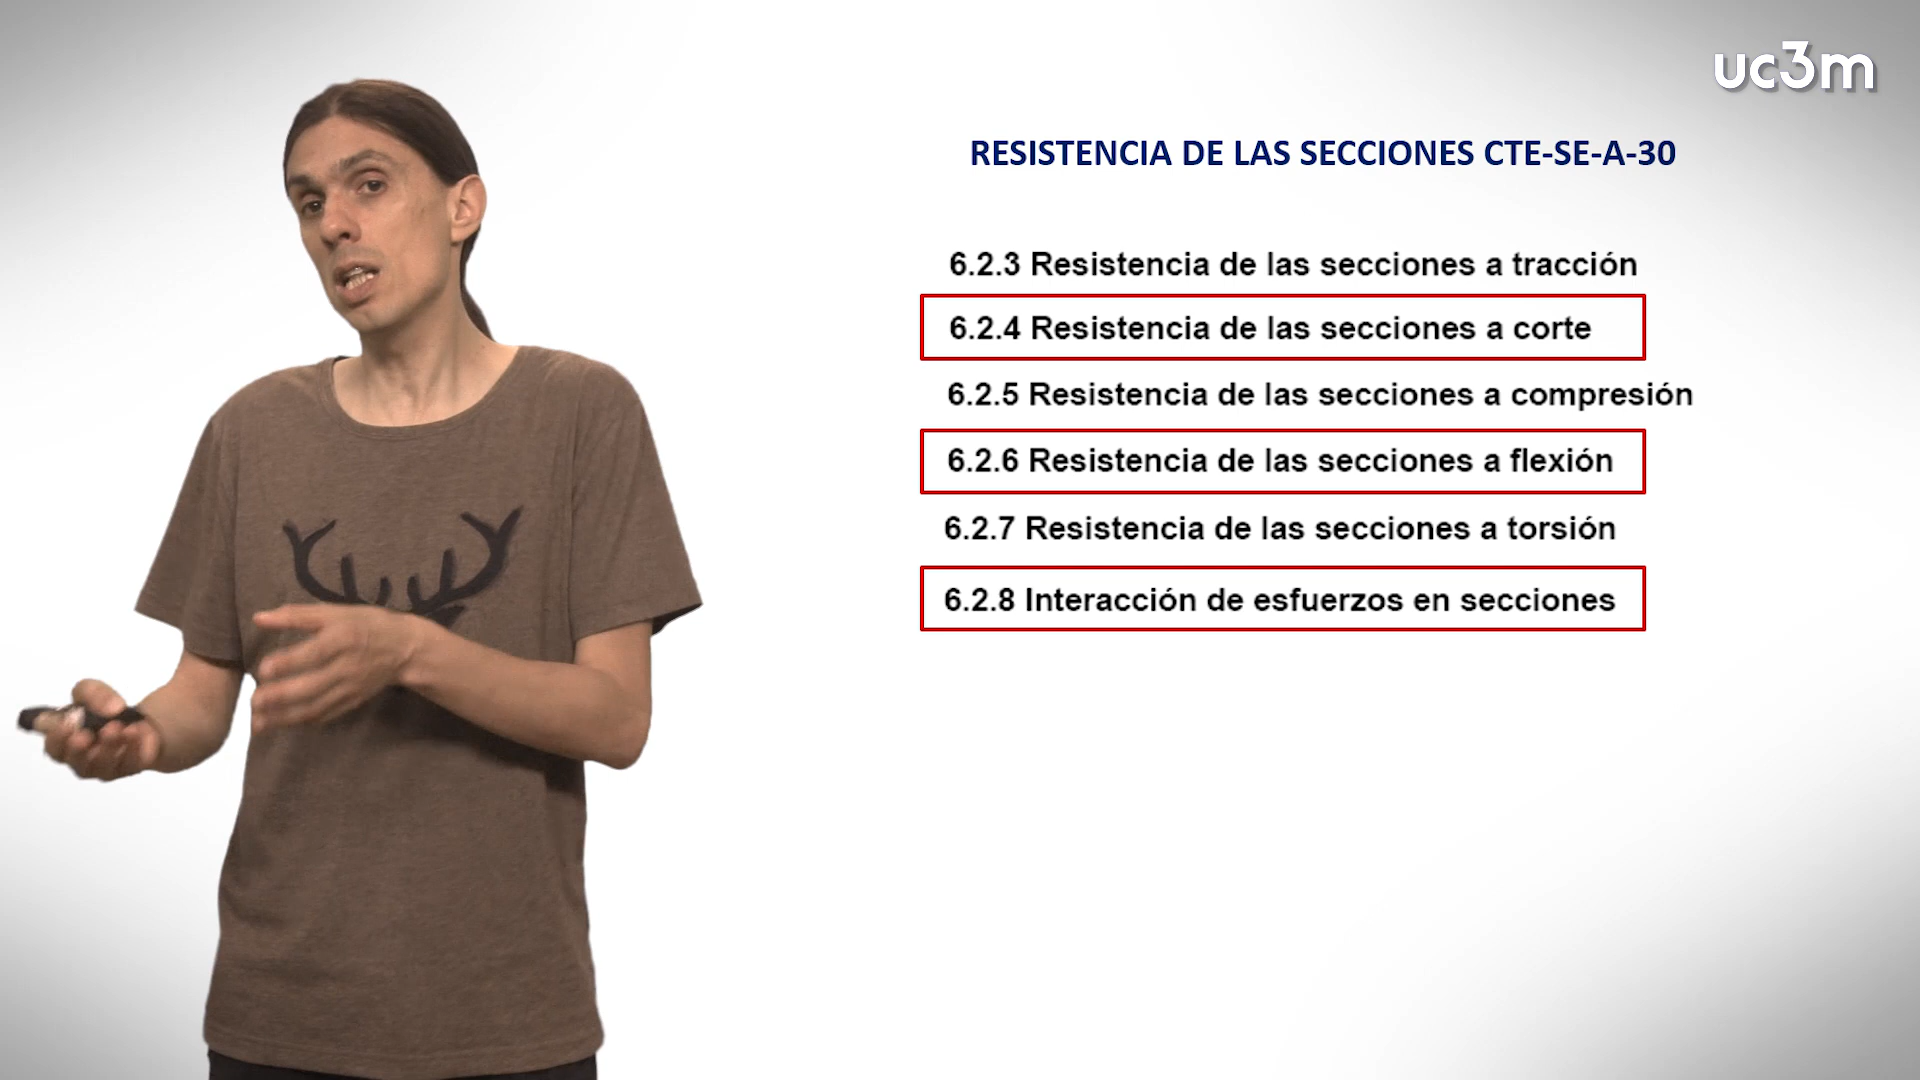 uc3m
RESISTENCIA DE LAS SECCIONES CTE-SE-A-30
6.2.3 Resistencia de las secciones a tracción
6.2.4 Resistencia de las secciones a corte
6.2.5 Resistencia de las secciones a compresión
6.2.6 Resistencia de las secciones a flexión
6.2.7 Resistencia de las secciones a torsión
6.2.8 Interacción de esfuerzos en secciones